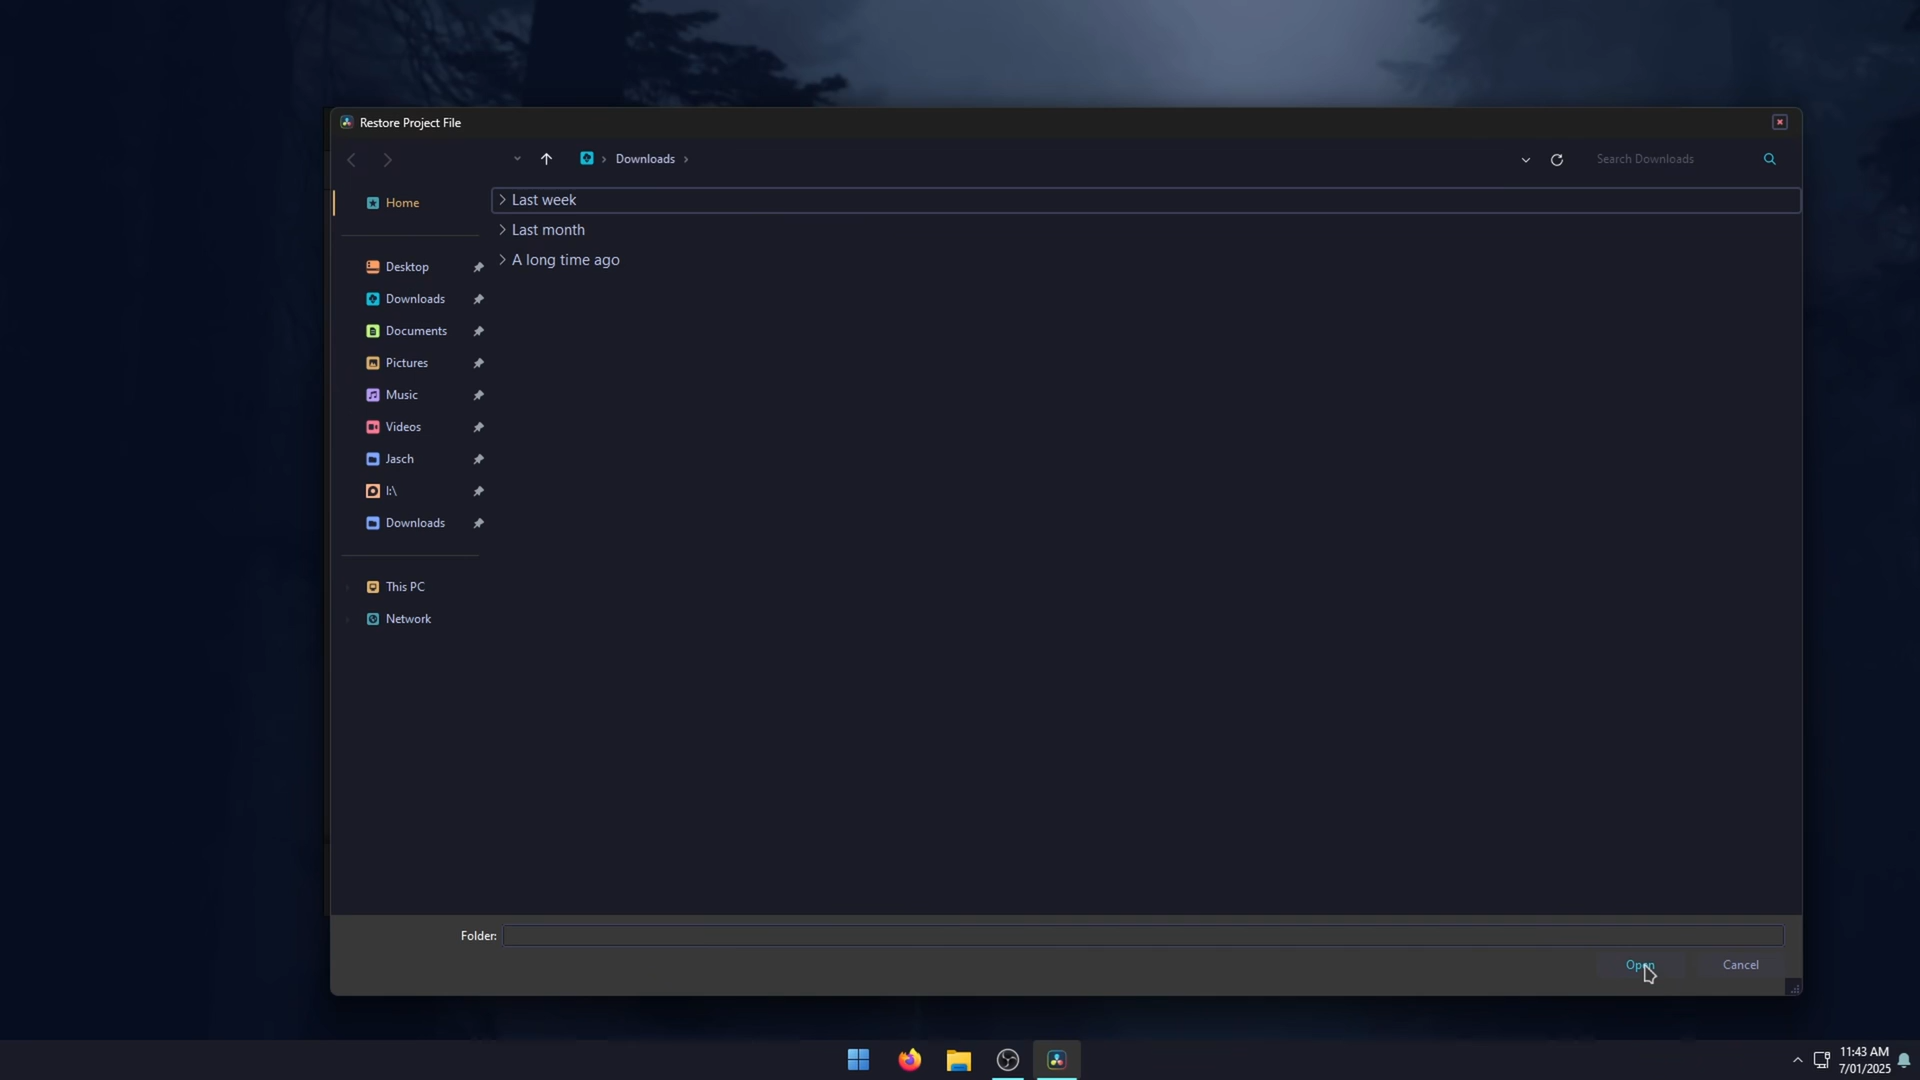 Restore Project File
Downloads
Search Downloads
Home
Desktop
Downloads
Documents
Pictures
Music
Videos
Jasch
I:\
Downloads
This PC
Network
Last week
Last month
A long time ago
Folder:
Open
Cancel
11:43 AM
7/01/2025